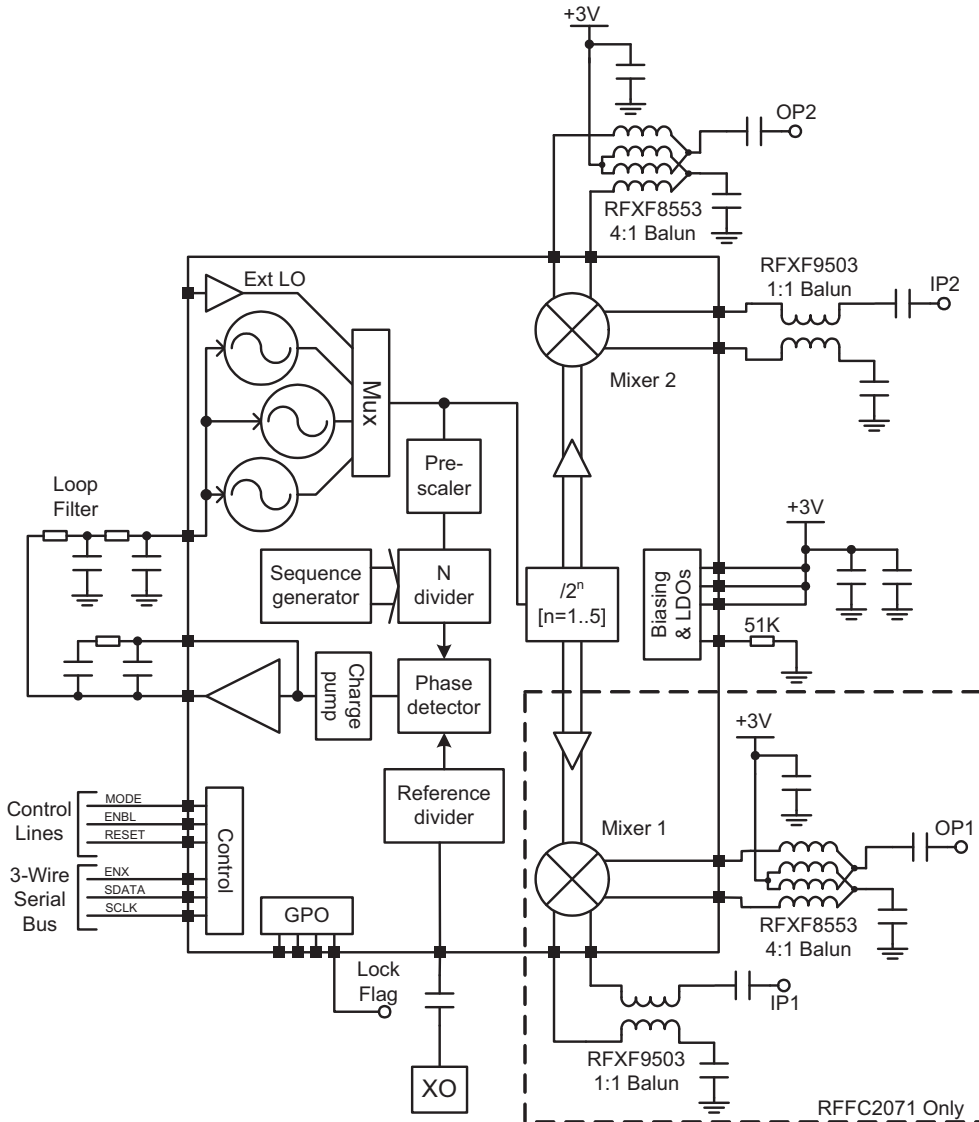 +3V
OP2
RFXF8553
4:1 Balun
Ext LO
RFXF9503
1:1 Balun
IP2
Mux
Mixer 2
Pre-
scaler
Loop
Filter
Sequence
generator
N
divider
/2ⁿ
[n=1..5]
Biasing
& LDOs
+3V
51K
Charge
pump
Phase
detector
Reference
divider
+3V
Mixer 1
OP1
RFXF8553
4:1 Balun
Control
Lines
MODE
ENBL
RESET
3-Wire
Serial
Bus
ENX
SDATA
SCLK
Control
GPO
Lock
Flag
XO
IP1
RFXF9503
1:1 Balun
RFFC2071 Only